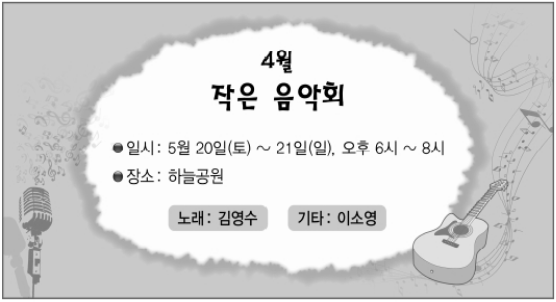 4월
작은 음악회
일시: 5월 20일(토) ~ 21일(일), 오후 6시 ~ 8시
장소: 하늘공원
노래: 김영수 기타: 이소영